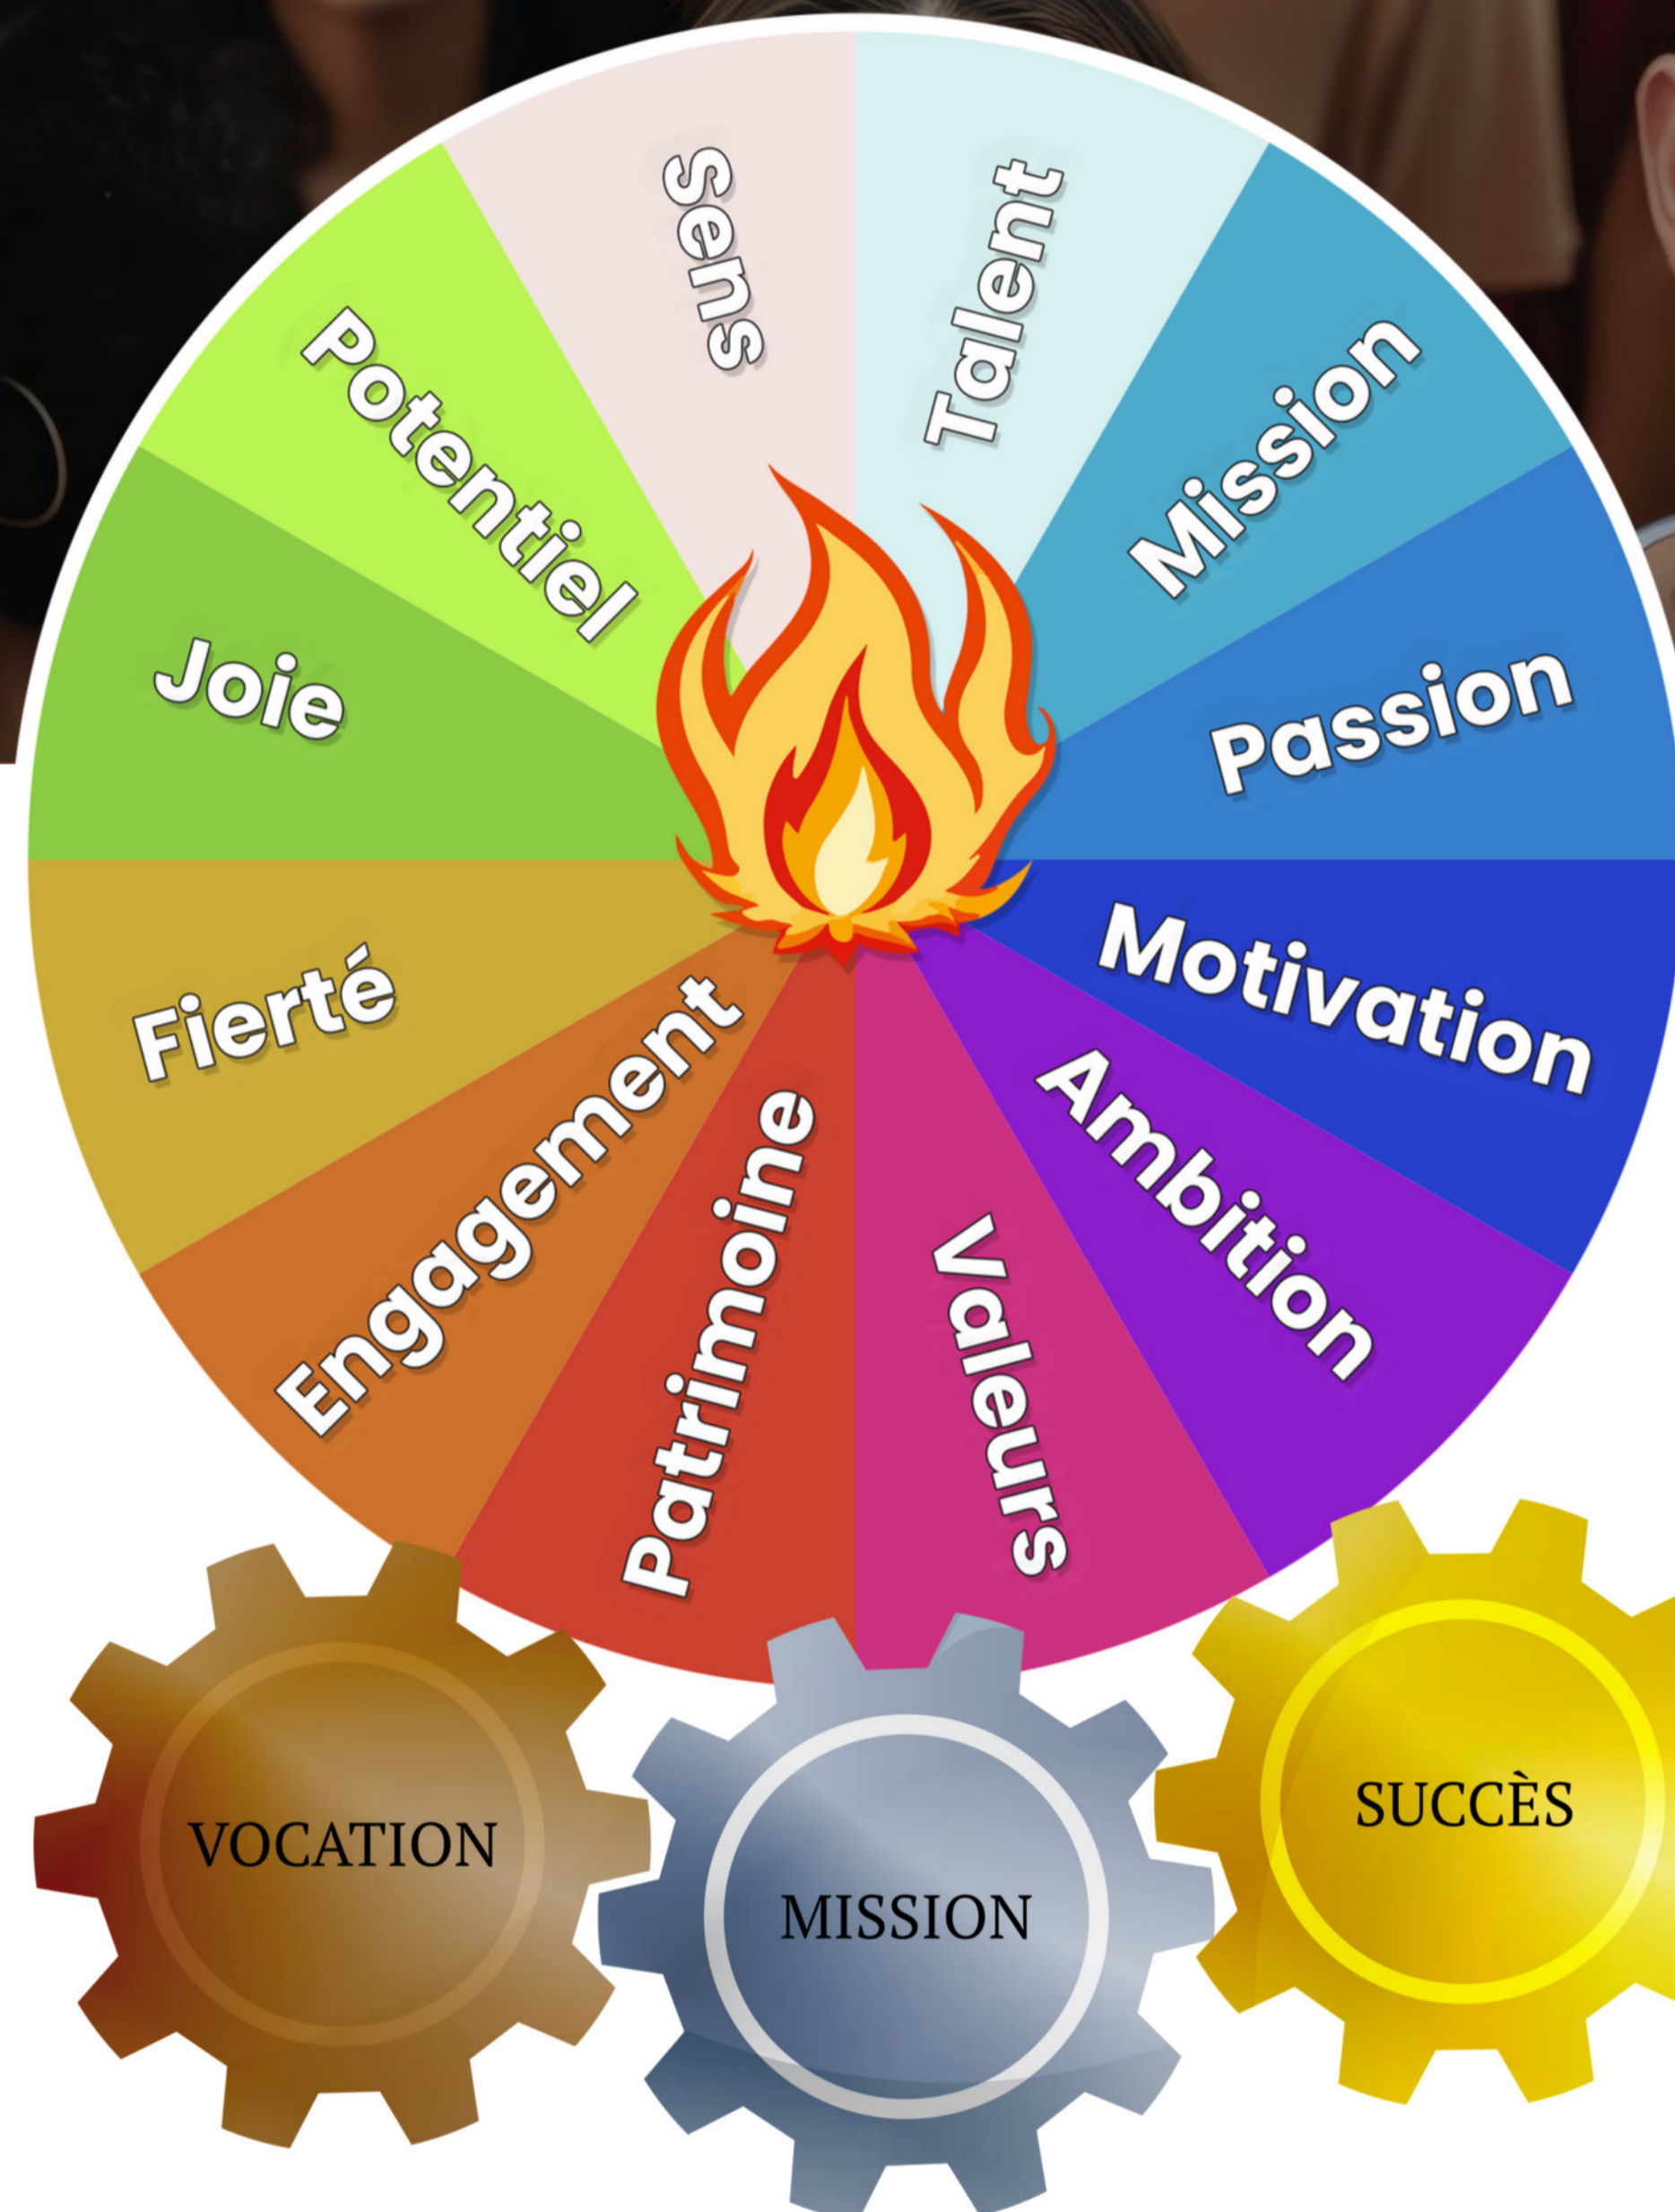 Sens
Talent
Mission
Passion
Motivation
Ambition
Valeurs
Patrimoine
Engagement
Fierté
Joie
Potentiel
VOCATION
MISSION
SUCCÈS